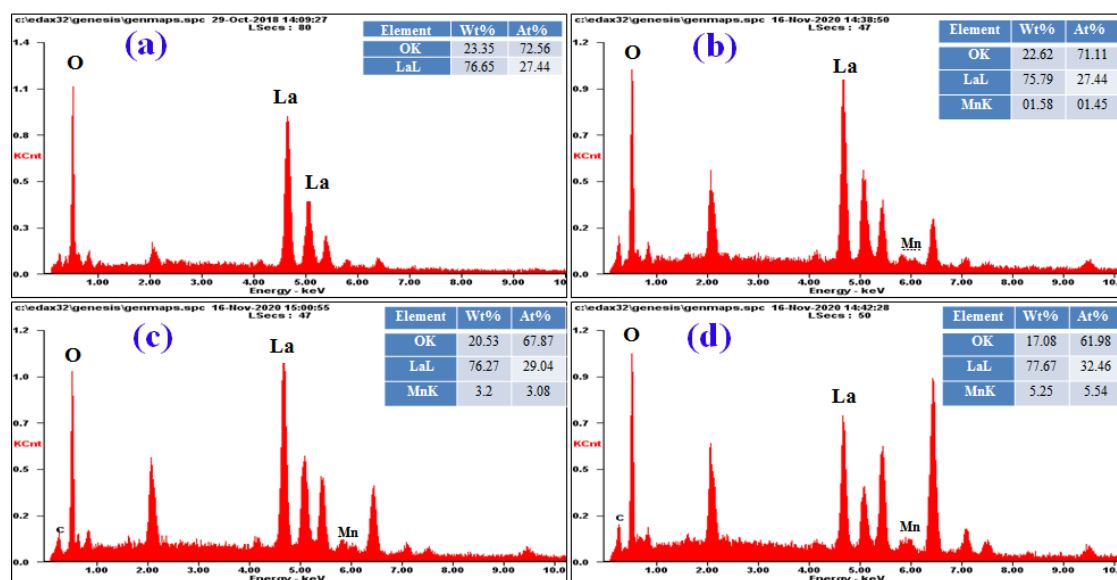 c:\edax32\genesis\genmaps.spc 29-Oct-2018 14:09:27
LSecs : 80
(a)
Element Wt% At%
OK 23.35 72.56
LaL 76.65 27.44
1.4
1.1
0.8
KCnt
0.5
0.3
0.0
O
La
La
1.00 2.00 3.00 4.00 5.00 6.00 7.00 8.00 9.00 10.0
Energy - keV
c:\edax32\genesis\genmaps.spc 16-Nov-2020 14:38:50
LSecs : 47
(b)
Element Wt% At%
OK 22.62 71.11
LaL 75.79 27.44
MnK 01.58 01.45
1.2
0.9
0.7
KCnt
0.5
0.2
0.0
O
La
Mn
1.00 2.00 3.00 4.00 5.00 6.00 7.00 8.00 9.00 10.
Energy - keV
c:\edax32\genesis\genmaps.spc 16-Nov-2020 15:00:55
LSecs : 47
(c)
Element Wt% At%
OK 20.53 67.87
LaL 76.27 29.04
MnK 3.2 3.08
1.2
1.0
0.7
KCnt
0.5
0.2
0.0
C
O
La
Mn
1.00 2.00 3.00 4.00 5.00 6.00 7.00 8.00 9.00 10.0
Energy - keV
c:\edax32\genesis\genmaps.spc 16-Nov-2020 14:42:28
LSecs : 50
(d)
Element Wt% At%
OK 17.08 61.98
LaL 77.67 32.46
MnK 5.25 5.54
1.2
0.9
0.7
KCnt
0.5
0.2
0.0
C
O
La
Mn
1.00 2.00 3.00 4.00 5.00 6.00 7.00 8.00 9.00 10.
Energy - keV